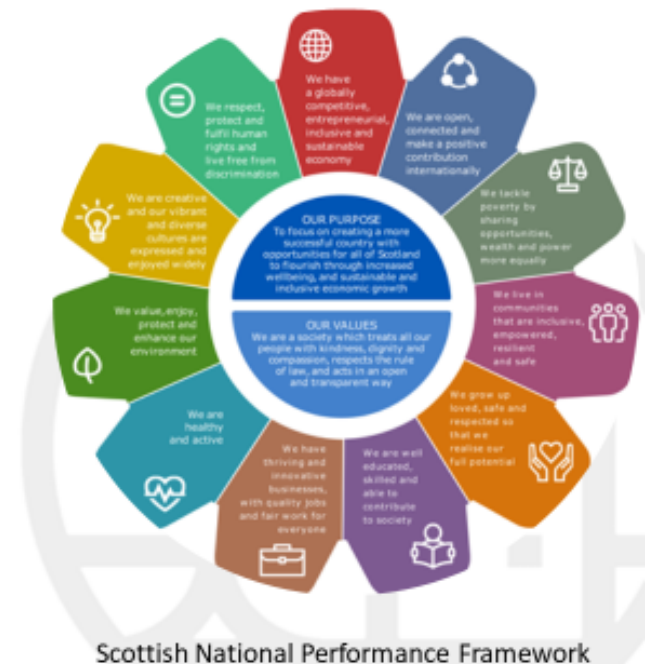 We have
a globally
competitive,
entrepreneurial,
inclusive and
sustainable
economy
We are open,
connected and
make a positive
contribution
internationally
We tackle
poverty by
sharing
opportunities,
wealth and power
more equally
We live in
communities
that are inclusive,
empowered,
resilient
and safe
We grow up
loved, safe and
respected so
that we
realise our
full potential
We are well
educated,
skilled and
able to
contribute
to society
We have
thriving and
innovative
businesses,
with quality jobs
and fair work for
everyone
We are
healthy
and active
We value, enjoy,
protect and
enhance our
environment
We are creative
and our vibrant
and diverse
cultures are
expressed and
enjoyed widely
We respect,
protect and
fulfil human
rights and
live free from
discrimination
OUR PURPOSE
To focus on creating a more
successful country with
opportunities for all of Scotland
to flourish through increased
wellbeing, and sustainable and
inclusive economic growth
OUR VALUES
We are a society which treats all our
people with kindness, dignity and
compassion, respects the rule
of law, and acts in an open
and transparent way
Scottish National Performance Framework